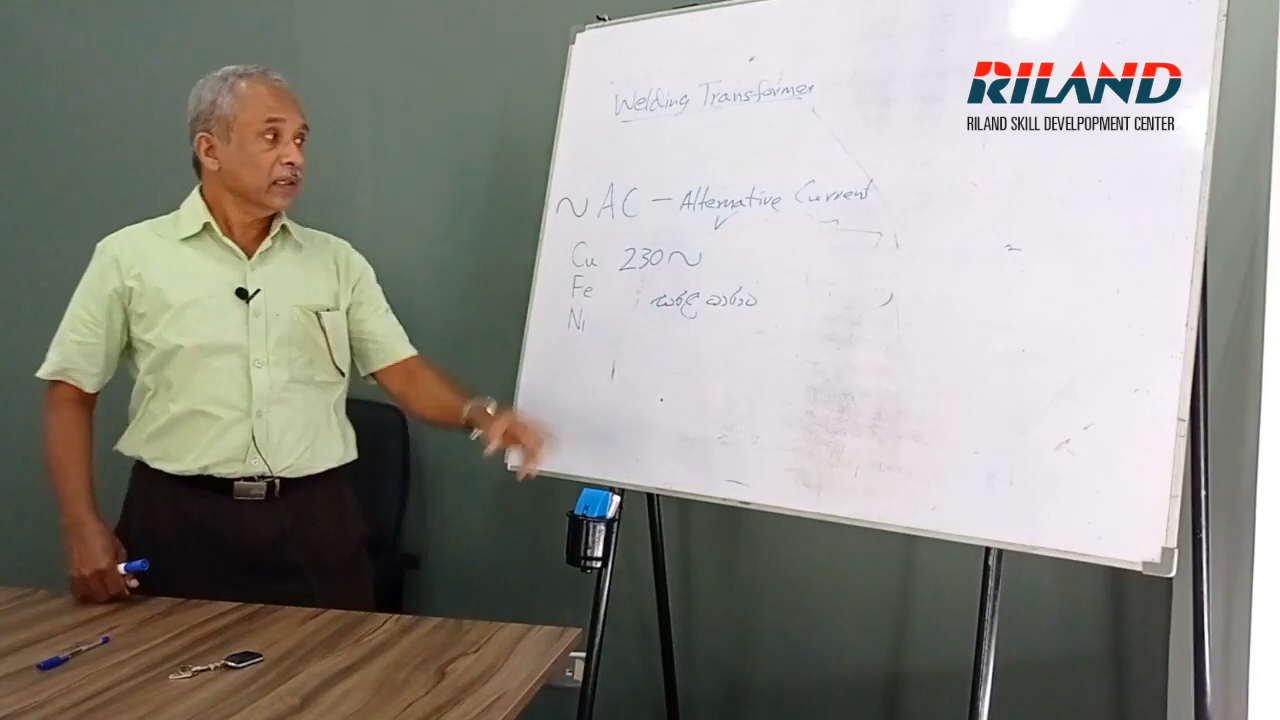 Welding Transformer
~ AC - Alternative Current
Cu 230~
Fe
Ni
RILAND
RILAND SKILL DEVELPOPMENT CENTER